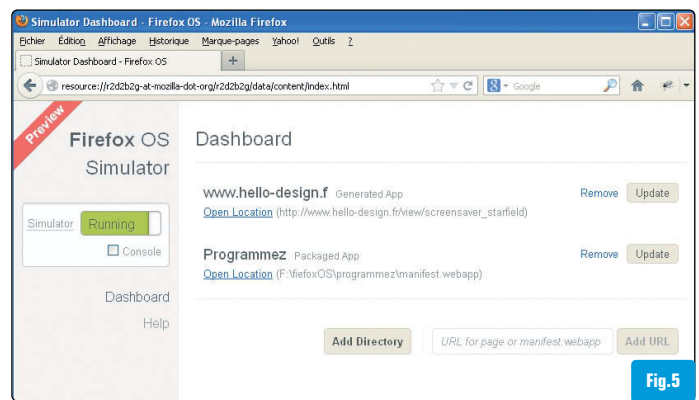 Simulator Dashboard - Firefox OS - Mozilla Firefox
Fichier Édition Affichage Historique Marque-pages Yahoo! Outils ?
Simulator Dashboard - Firefox OS +
resource://r2d2b2g-at-mozilla-dot-org/r2d2b2g/data/content/index.html
Google
Preview
Firefox OS
Simulator
Simulator Running
Console
Dashboard
Help
Dashboard
www.hello-design.f Generated App Remove Update
Open Location (http://www.hello-design.fr/view/screensaver_starfield)
Programmez Packaged App Remove Update
Open Location (F:\fiefoxOS\programmez\manifest.webapp)
Add Directory URL for page or manifest.webapp Add URL
Fig.5